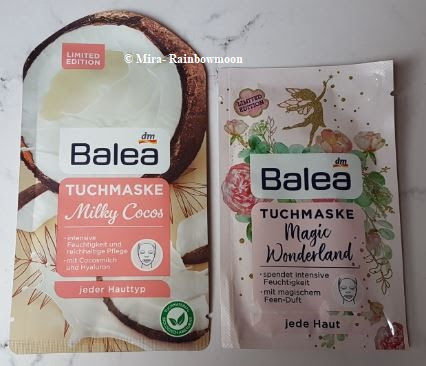 © Mira- Rainbowmoon
LIMITED
EDITION
dm
Balea
TUCHMASKE
Milky Cocos
• intensive
Feuchtigkeit und
reichhaltige Pflege
• mit Cocosmilch
und Hyaluron
jeder Hauttyp
LIMITED
EDITION
dm
Balea
TUCHMASKE
Magic
Wonderland
• spendet intensive
Feuchtigkeit
• mit magischem
Feen-Duft
jede Haut